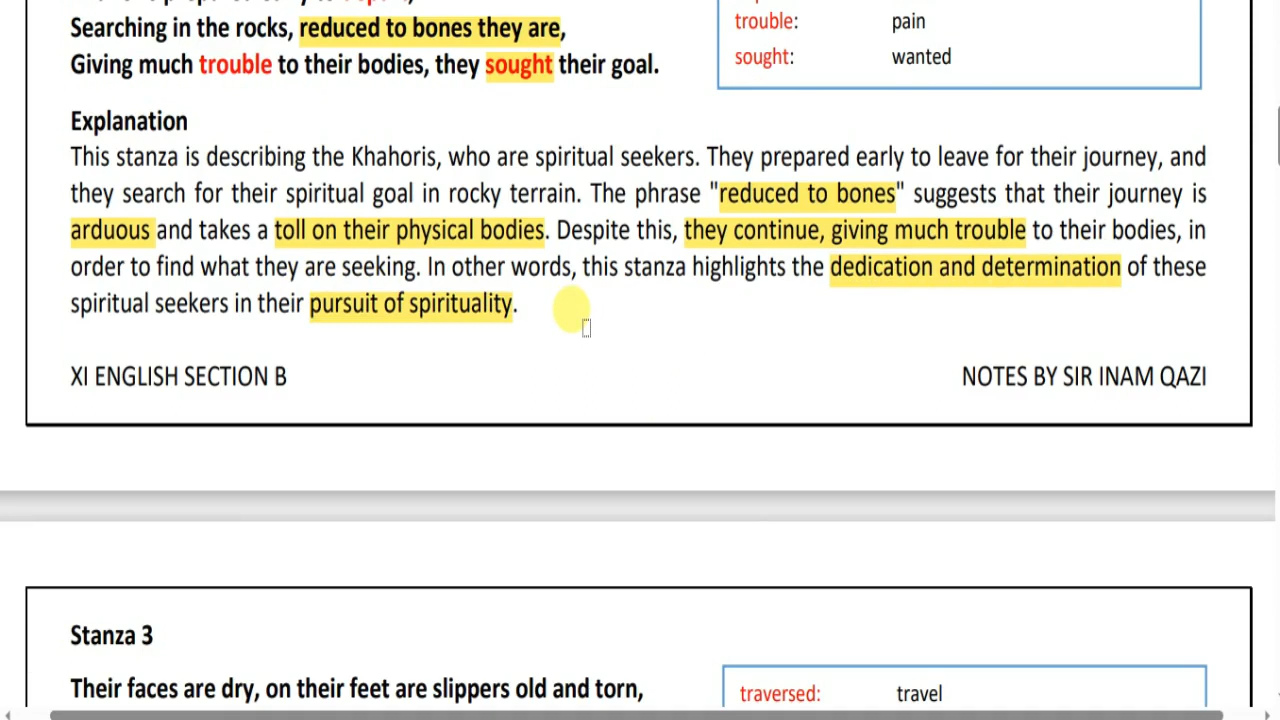 Searching in the rocks, reduced to bones they are,
Giving much trouble to their bodies, they sought their goal.
trouble: pain
sought: wanted
Explanation
This stanza is describing the Khahoris, who are spiritual seekers. They prepared early to leave for their journey, and
they search for their spiritual goal in rocky terrain. The phrase "reduced to bones" suggests that their journey is
arduous and takes a toll on their physical bodies. Despite this, they continue, giving much trouble to their bodies, in
order to find what they are seeking. In other words, this stanza highlights the dedication and determination of these
spiritual seekers in their pursuit of spirituality.
XI ENGLISH SECTION B NOTES BY SIR INAM QAZI
Stanza 3
Their faces are dry, on their feet are slippers old and torn,
traversed: travel